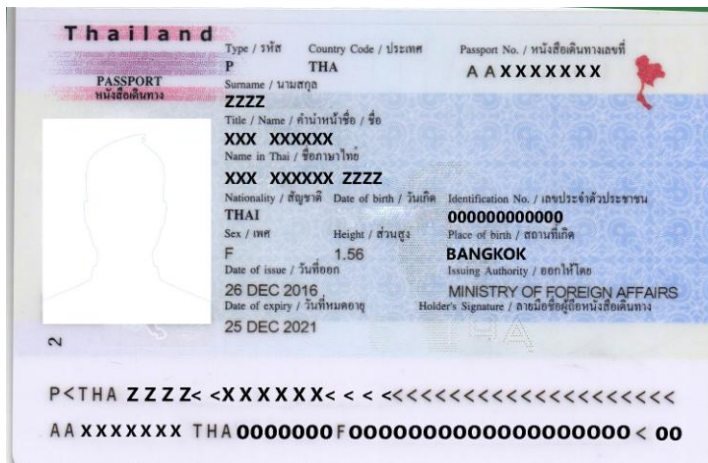 Thailand
PASSPORT
หนังสือเดินทาง
Type / รหัส Country Code / ประเทศ Passport No. / หนังสือเดินทางเลขที่
P THA AAXXXXXXX
Surname / นามสกุล
ZZZZ
Title / Name / คำนำหน้าชื่อ / ชื่อ
XXX XXXXXX
Name in Thai / ชื่อภาษาไทย
XXX XXXXXX ZZZZ
Nationality / สัญชาติ Date of birth / วันเกิด Identification No. / เลขประจำตัวประชาชน
THAI 000000000000
Sex / เพศ Height / ส่วนสูง Place of birth / สถานที่เกิด
F 1.56 BANGKOK
Date of issue / วันที่ออก Issuing Authority / ออกให้โดย
26 DEC 2016 MINISTRY OF FOREIGN AFFAIRS
Date of expiry / วันที่หมดอายุ Holder's Signature / ลายมือชื่อผู้ถือหนังสือเดินทาง
25 DEC 2021
2
P<THA ZZZZ< <XXXXXX< < < <<<<<<<<<<<<<<<<<<<<<
AA XXXXXXX THA 0000000F0000000000000000000 < 00